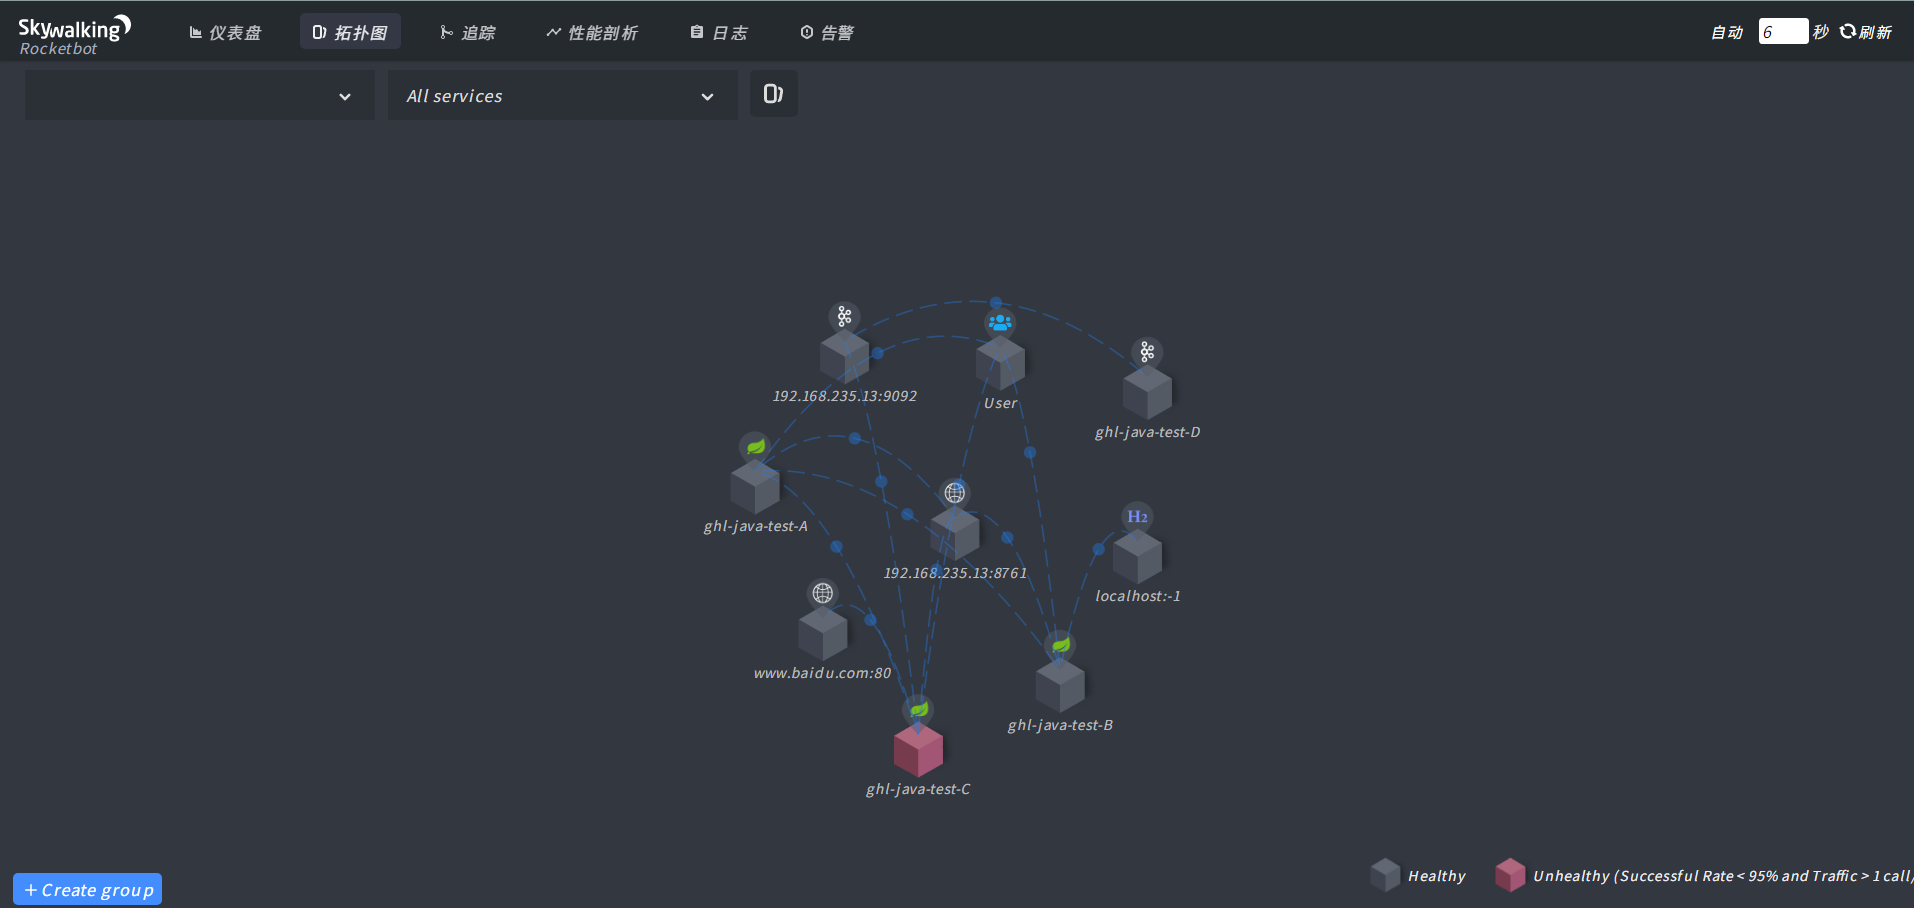 Skywalking
Rocketbot
仪表盘
拓扑图
追踪
性能剖析
日志
告警
自动 6 秒 刷新
All services
192.168.235.13:9092
User
ghl-java-test-D
ghl-java-test-A
192.168.235.13:8761
H2
localhost:-1
www.baidu.com:80
ghl-java-test-B
ghl-java-test-C
Healthy
Unhealthy (Successful Rate < 95% and Traffic > 1 call/
+ Create group